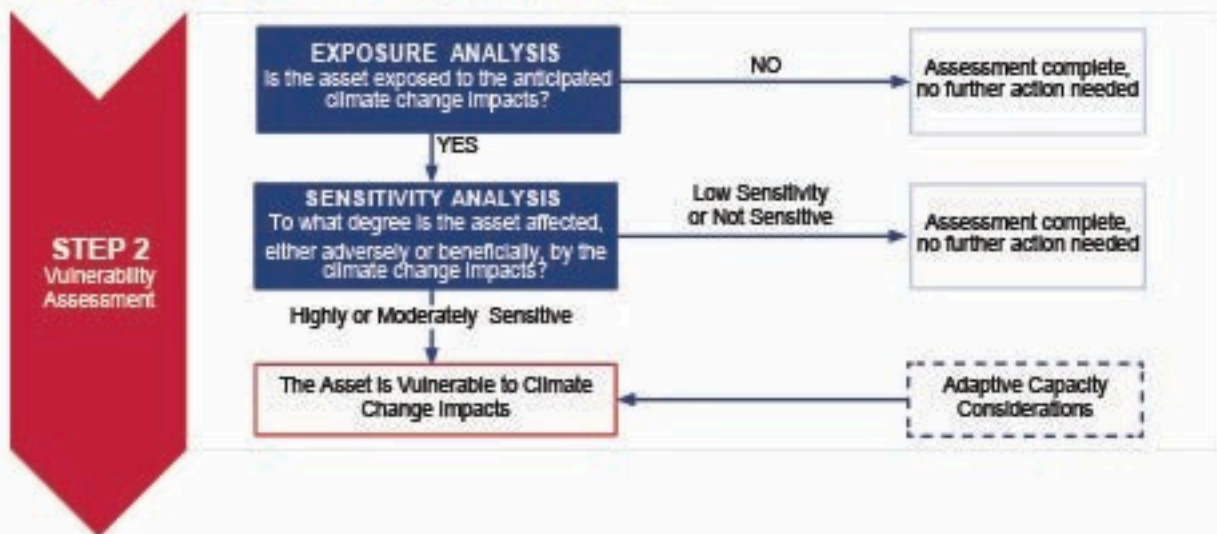 STEP 2
Vulnerability
Assessment
EXPOSURE ANALYSIS
Is the asset exposed to the anticipated
climate change impacts?
NO
Assessment complete,
no further action needed
YES
SENSITIVITY ANALYSIS
To what degree is the asset affected,
either adversely or beneficially, by the
climate change impacts?
Low Sensitivity
or Not Sensitive
Assessment complete,
no further action needed
Highly or Moderately Sensitive
The Asset is Vulnerable to Climate
Change Impacts
Adaptive Capacity
Considerations